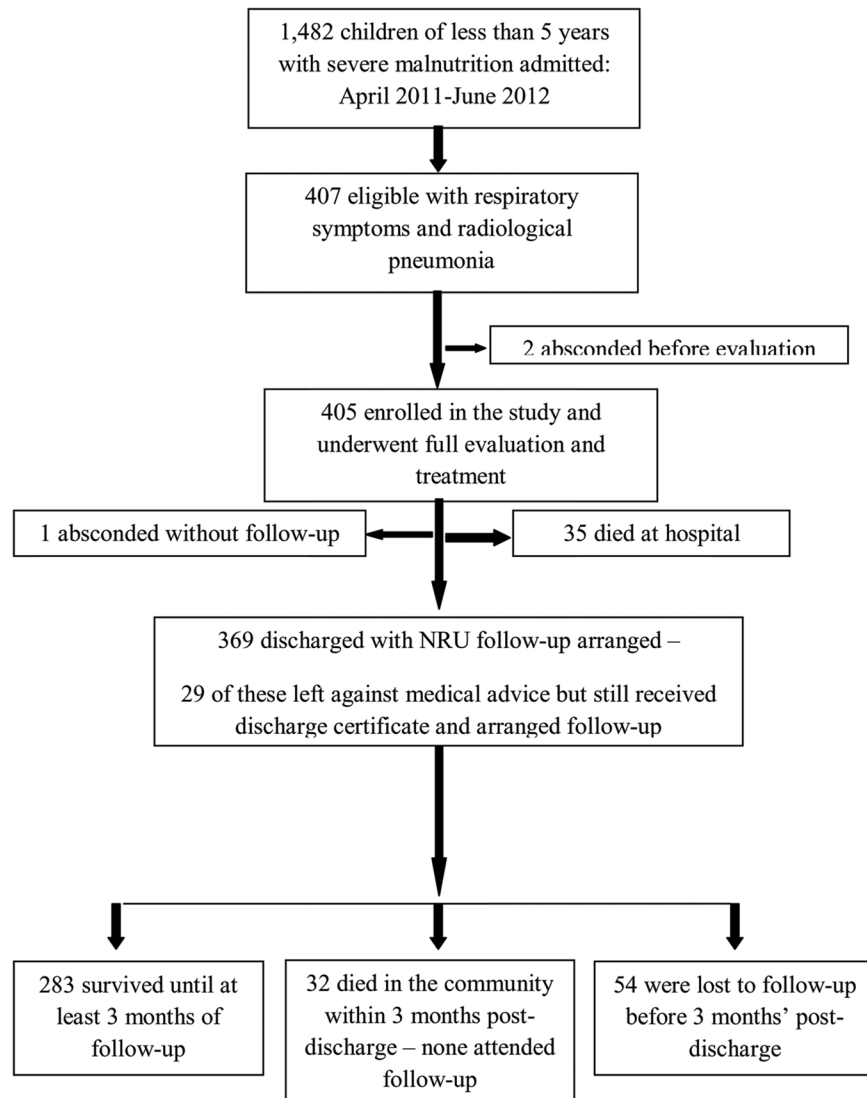 1,482 children of less than 5 years
with severe malnutrition admitted:
April 2011-June 2012
407 eligible with respiratory
symptoms and radiological
pneumonia
2 absconded before evaluation
405 enrolled in the study and
underwent full evaluation and
treatment
1 absconded without follow-up
35 died at hospital
369 discharged with NRU follow-up arranged –
29 of these left against medical advice but still received
discharge certificate and arranged follow-up
283 survived until at
least 3 months of
follow-up
32 died in the community
within 3 months post-
discharge – none attended
follow-up
54 were lost to follow-up
before 3 months’ post-
discharge